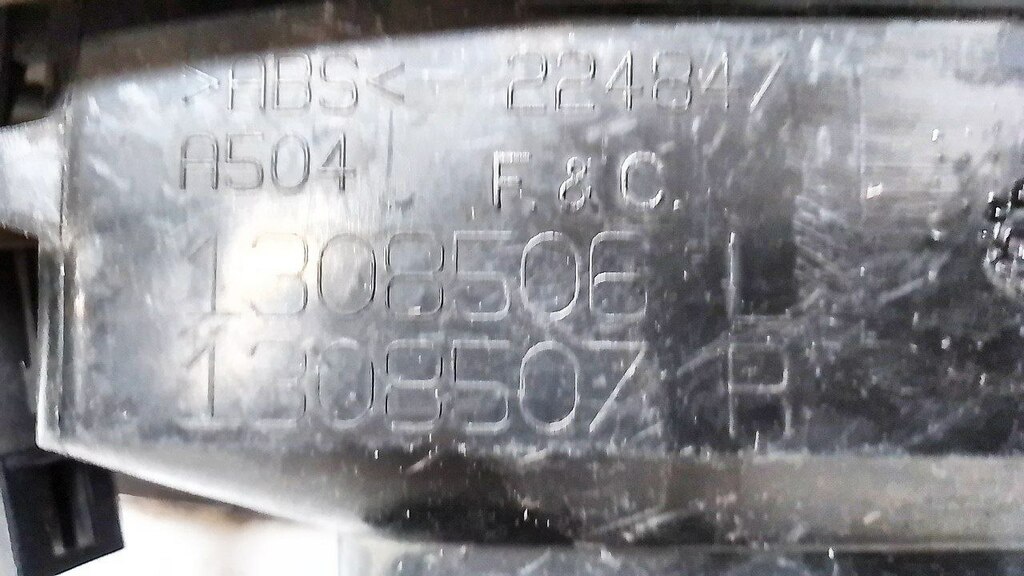 >ABS< 224847
A504 F. & C.
1308506 L
1308507 R